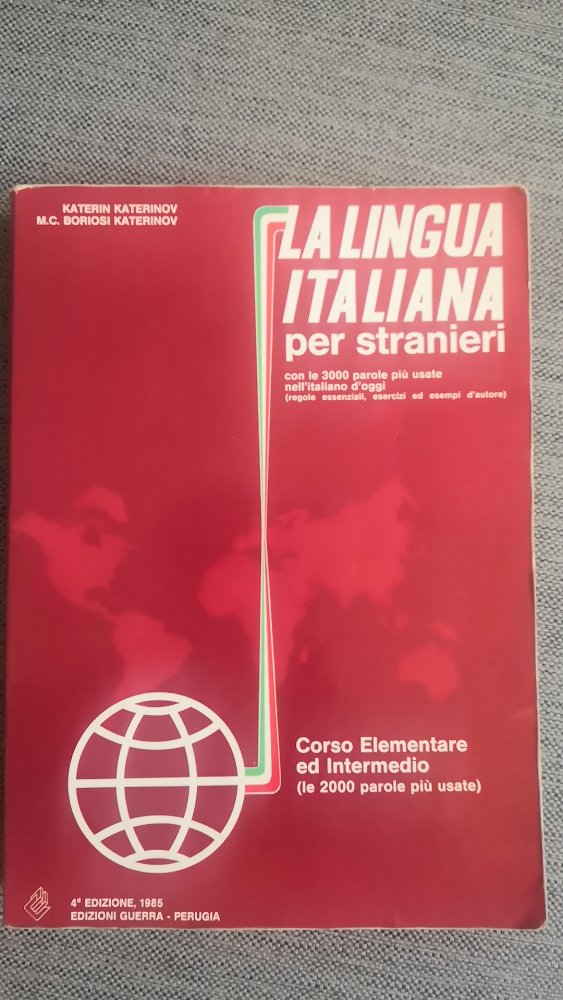 KATERIN KATERINOV
M.C. BORIOSI KATERINOV
LA LINGUA
ITALIANA
per stranieri
con le 3000 parole più usate
nell'italiano d'oggi
(regole essenziali, esercizi ed esempi d'autore)
Corso Elementare
ed Intermedio
(le 2000 parole più usate)
4ª EDIZIONE, 1985
EDIZIONI GUERRA - PERUGIA